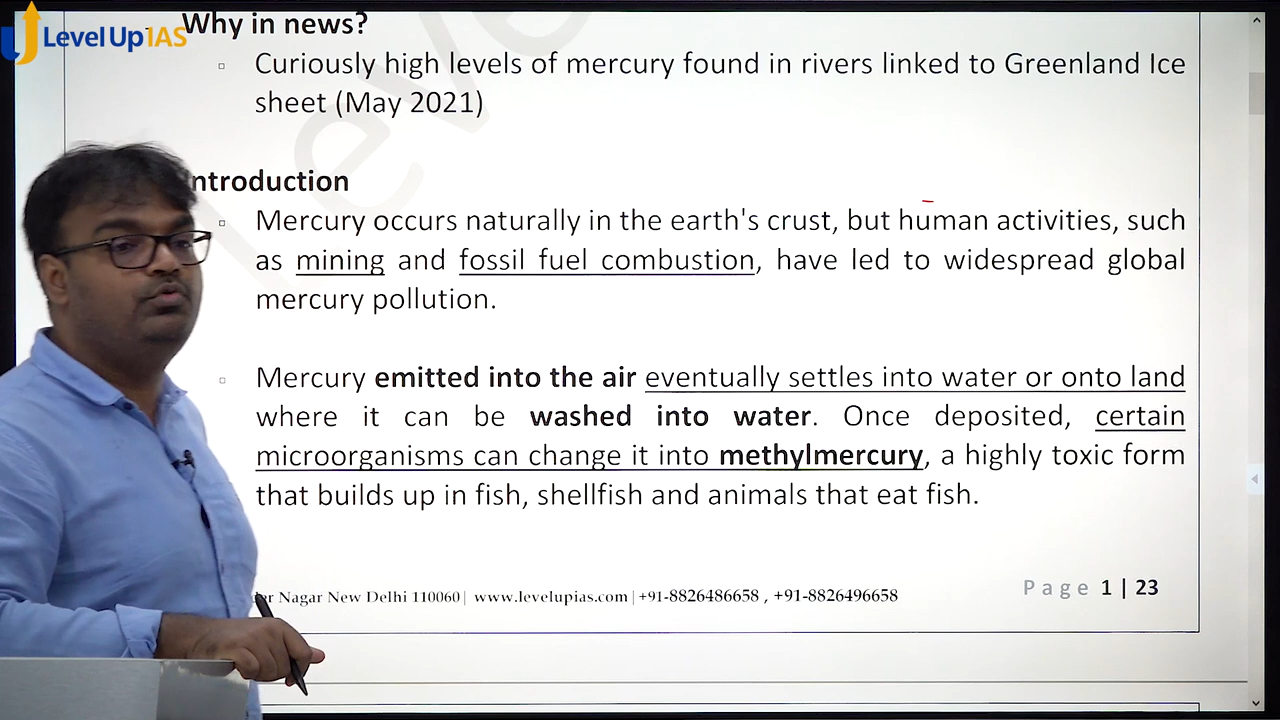 LevelUpIAS
Why in news?
Curiously high levels of mercury found in rivers linked to Greenland Ice
sheet (May 2021)
ntroduction
Mercury occurs naturally in the earth's crust, but human activities, such
as mining and fossil fuel combustion, have led to widespread global
mercury pollution.
Mercury emitted into the air eventually settles into water or onto land
where it can be washed into water. Once deposited, certain
microorganisms can change it into methylmercury, a highly toxic form
that builds up in fish, shellfish and animals that eat fish.
Nagar New Delhi 110060| www.levelupias.com | +91-8826486658 , +91-8826496658
Page 1 | 23